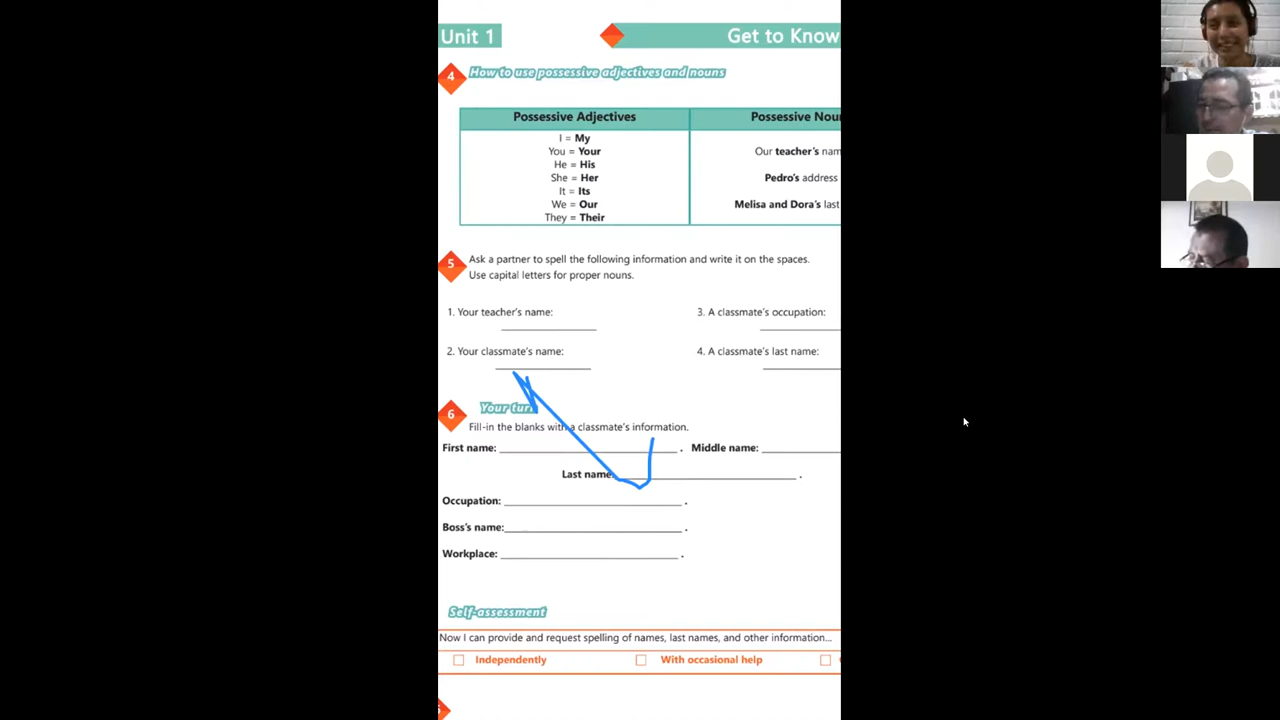 Unit 1
Get to Know
4 How to use possessive adjectives and nouns
Possessive Adjectives
Possessive Nou
I = My
You = Your
He = His
She = Her
It = Its
We = Our
They = Their
Our teacher's nam
Pedro's address
Melisa and Dora's last
5 Ask a partner to spell the following information and write it on the spaces.
Use capital letters for proper nouns.
1. Your teacher's name:
3. A classmate's occupation:
2. Your classmate's name:
4. A classmate's last name:
6 Your turn
Fill-in the blanks with a classmate's information.
First name: . Middle name:
Last name: .
Occupation: .
Boss's name: .
Workplace: .
Self-assessment
Now I can provide and request spelling of names, last names, and other information...
Independently
With occasional help